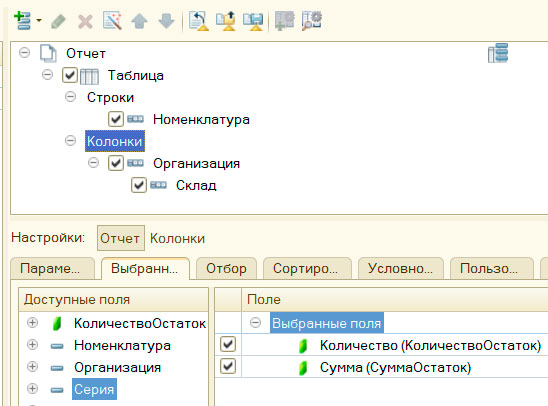 Отчет
Таблица
Строки
Номенклатура
Колонки
Организация
Склад
Настройки: Отчет Колонки
Параме... Выбранн... Отбор Сортиро... Условно... Пользо...
Доступные поля
КоличествоОстаток
Номенклатура
Организация
Серия
Поле
Выбранные поля
Количество (КоличествоОстаток)
Сумма (СуммаОстаток)